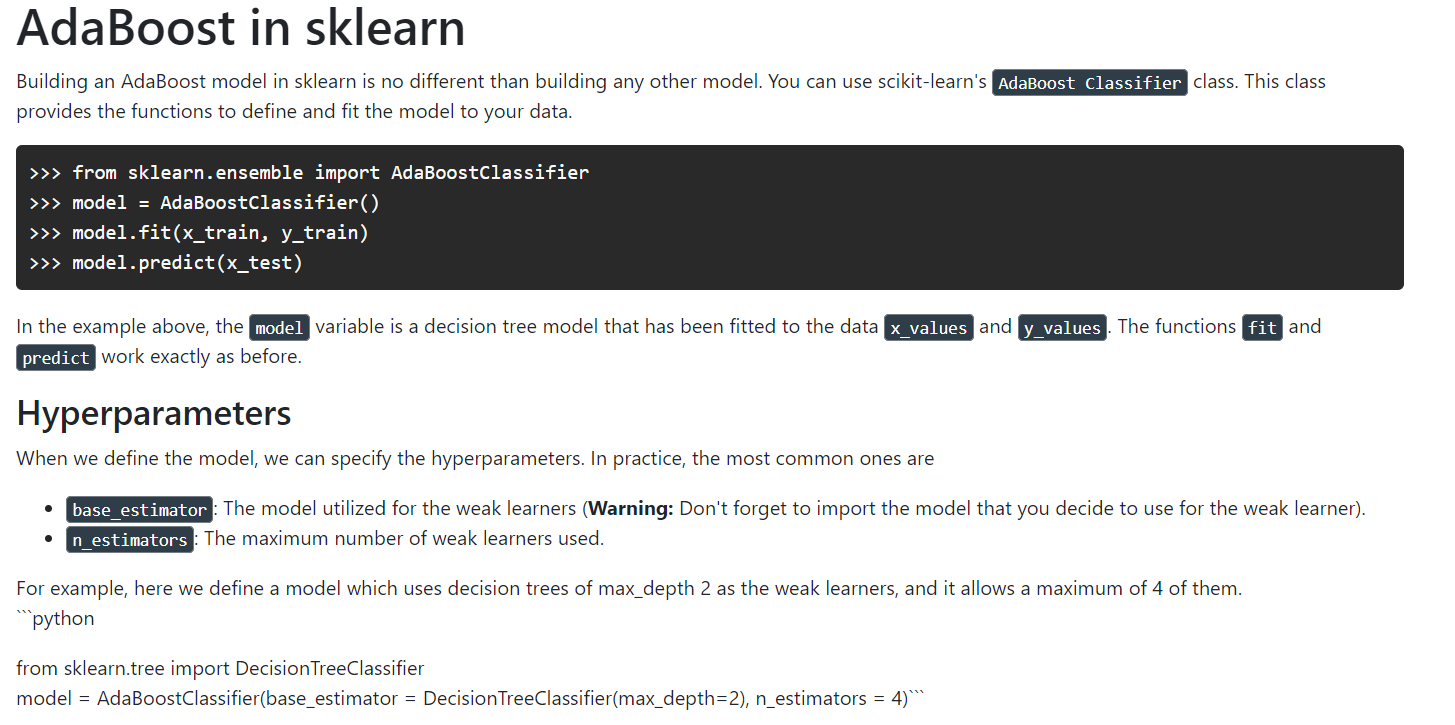 AdaBoost in sklearn
Building an AdaBoost model in sklearn is no different than building any other model. You can use scikit-learn's AdaBoost Classifier class. This class
provides the functions to define and fit the model to your data.
>>> from sklearn.ensemble import AdaBoostClassifier
>>> model = AdaBoostClassifier()
>>> model.fit(x_train, y_train)
>>> model.predict(x_test)
In the example above, the model variable is a decision tree model that has been fitted to the data x_values and y_values. The functions fit and
predict work exactly as before.
Hyperparameters
When we define the model, we can specify the hyperparameters. In practice, the most common ones are
• base_estimator: The model utilized for the weak learners (Warning: Don't forget to import the model that you decide to use for the weak learner).
• n_estimators: The maximum number of weak learners used.
For example, here we define a model which uses decision trees of max_depth 2 as the weak learners, and it allows a maximum of 4 of them.
```python
from sklearn.tree import DecisionTreeClassifier
model = AdaBoostClassifier(base_estimator = DecisionTreeClassifier(max_depth=2), n_estimators = 4)```